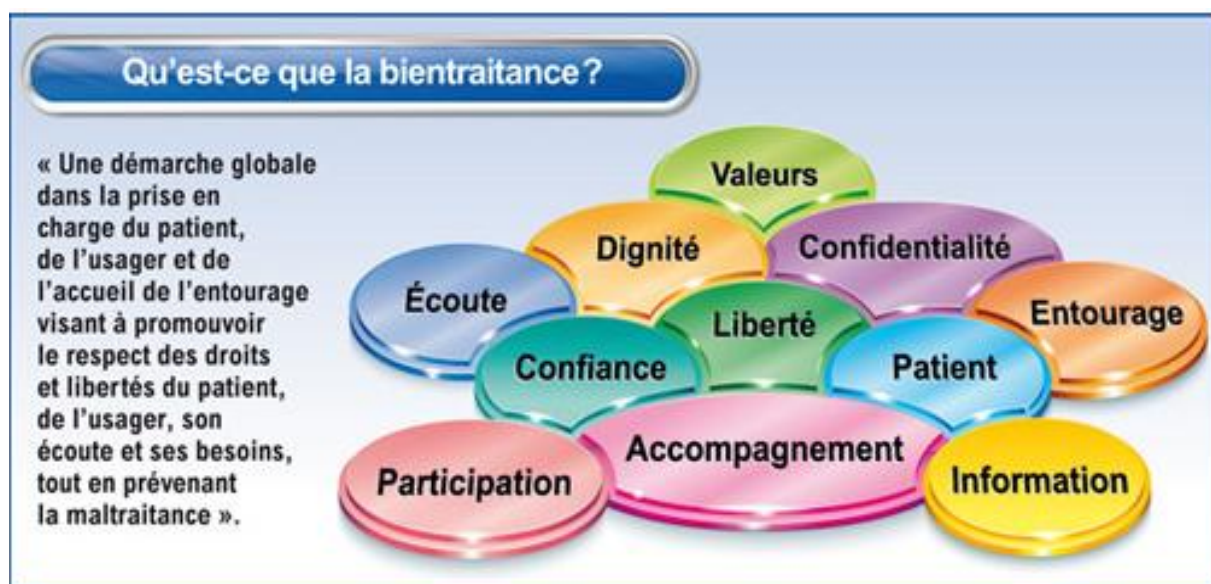 Qu'est-ce que la bientraitance ?
« Une démarche globale
dans la prise en
charge du patient,
de l'usager et de
l'accueil de l'entourage
visant à promouvoir
le respect des droits
et libertés du patient,
de l'usager, son
écoute et ses besoins,
tout en prévenant
la maltraitance ».
Valeurs
Dignité
Confidentialité
Écoute
Liberté
Entourage
Confiance
Patient
Accompagnement
Participation
Information